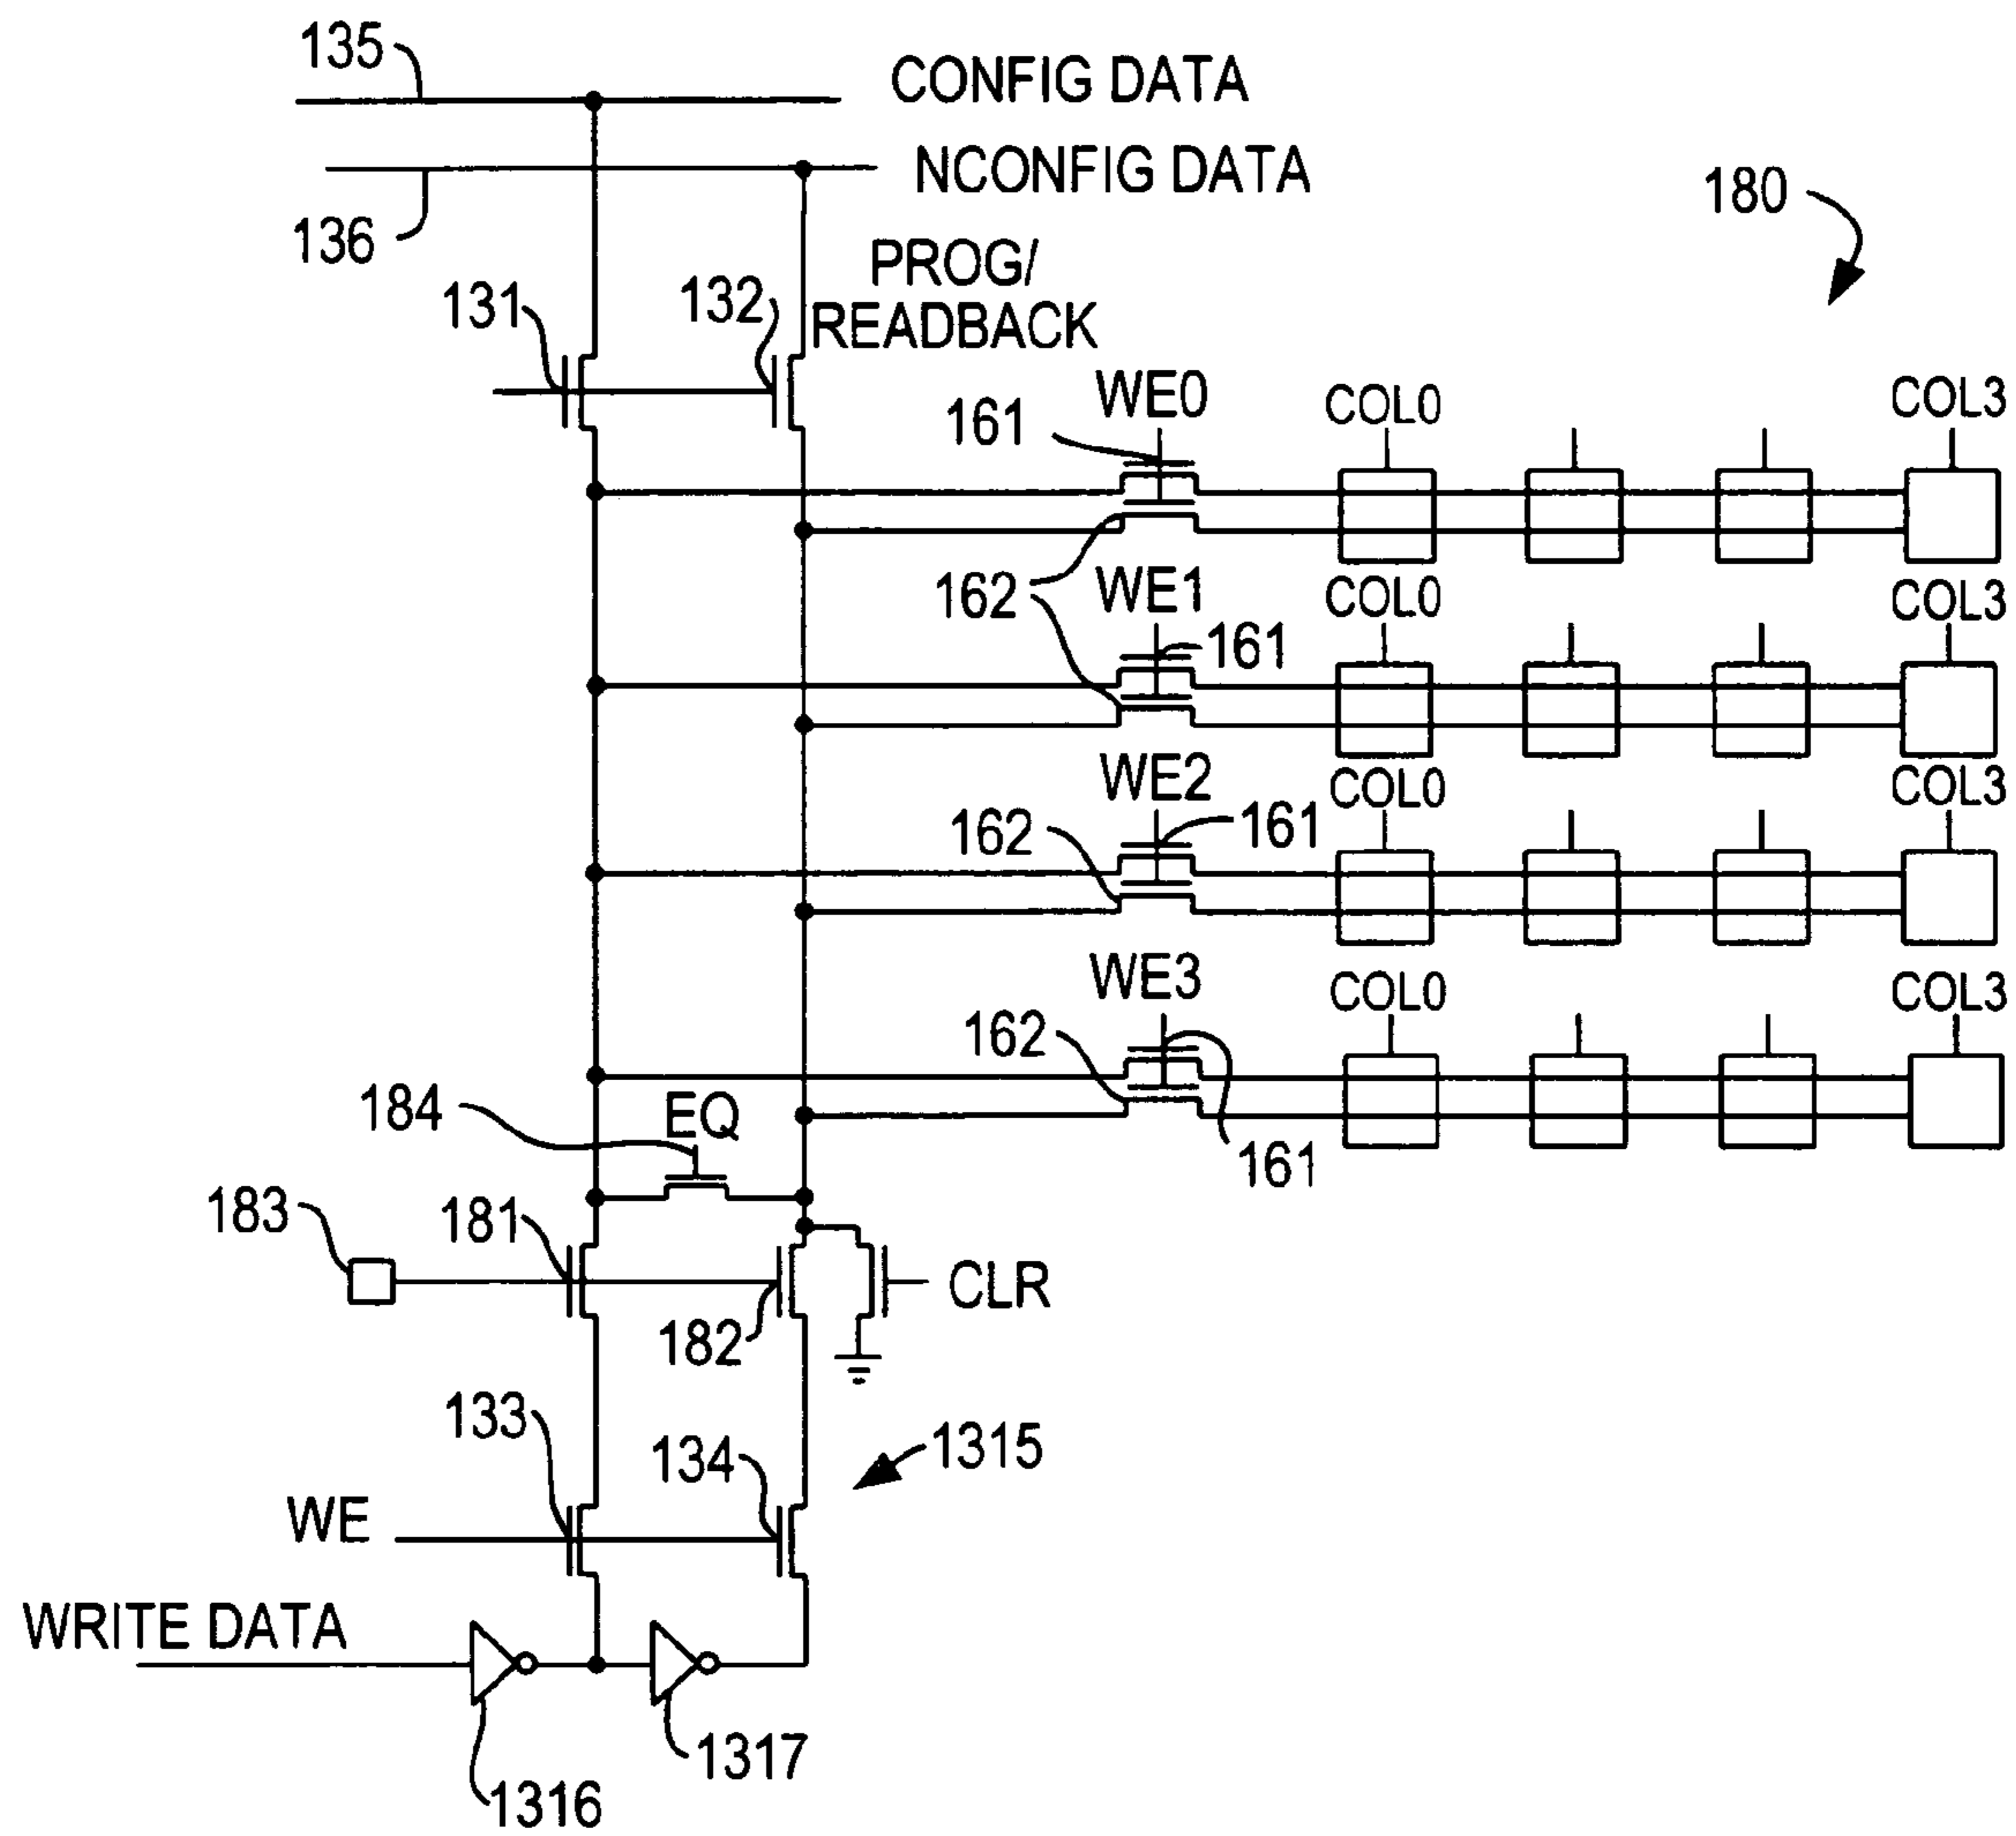 135
CONFIG DATA
NCONFIG DATA
180
136
PROG/
READBACK
131
132
WE0
161
COL0
COL3
162
WE1
161
COL0
COL3
WE2
162
161
COL0
COL3
WE3
162
COL0
COL3
184
EQ
161
183
181
CLR
182
133
134
1315
WE
WRITE DATA
1317
1316